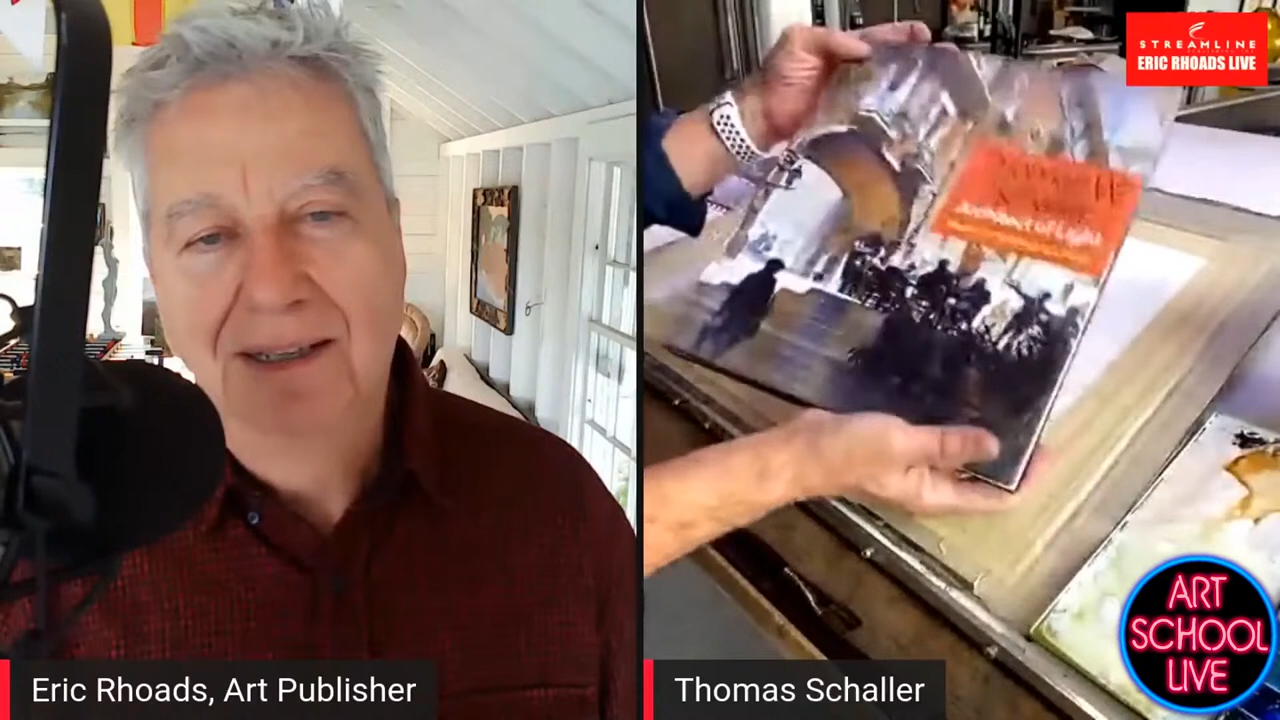 STREAMLINE
ERIC RHOADS LIVE
Architect of Light
Eric Rhoads, Art Publisher
Thomas Schaller
ART
SCHOOL
LIVE